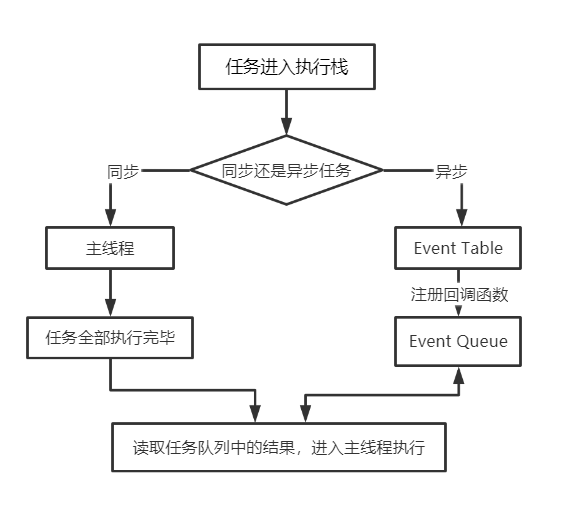 任务进入执行栈
同步还是异步任务
同步
异步
主线程
Event Table
注册回调函数
任务全部执行完毕
Event Queue
读取任务队列中的结果，进入主线程执行